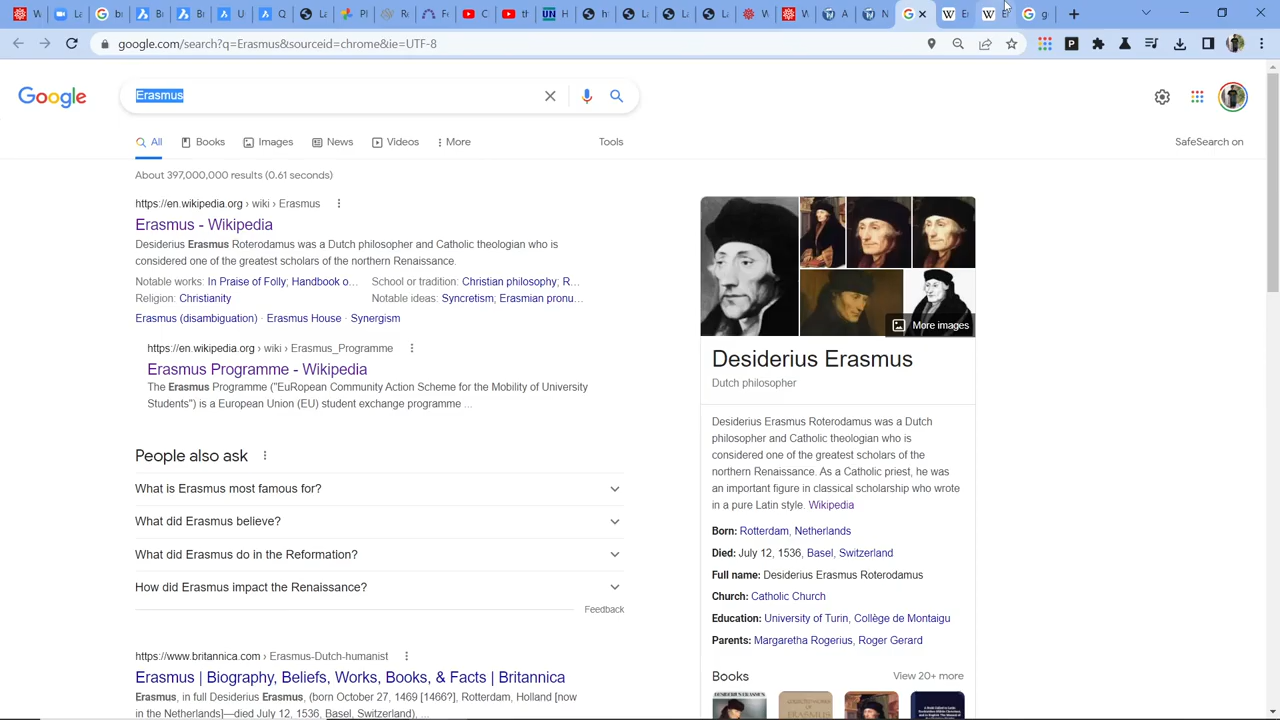 google.com/search?q=Erasmus&sourceid=chrome&ie=UTF-8
Google
Erasmus
All
Books
Images
News
Videos
More
Tools
SafeSearch on
About 397,000,000 results (0.61 seconds)
https://en.wikipedia.org › wiki › Erasmus
Erasmus - Wikipedia
Desiderius Erasmus Roterodamus was a Dutch philosopher and Catholic theologian who is
considered one of the greatest scholars of the northern Renaissance.
Notable works: In Praise of Folly; Handbook o...
School or tradition: Christian philosophy; R...
Religion: Christianity
Notable ideas: Syncretism; Erasmian pronu...
Erasmus (disambiguation) · Erasmus House · Synergism
https://en.wikipedia.org › wiki › Erasmus_Programme
Erasmus Programme - Wikipedia
The Erasmus Programme ("EuRopean Community Action Scheme for the Mobility of University
Students") is a European Union (EU) student exchange programme ...
People also ask
What is Erasmus most famous for?
What did Erasmus believe?
What did Erasmus do in the Reformation?
How did Erasmus impact the Renaissance?
Feedback
https://www.britannica.com › Erasmus-Dutch-humanist
Erasmus | Biography, Beliefs, Works, Books, & Facts | Britannica
Erasmus, in full Desiderius Erasmus, (born October 27, 1469 [1466?], Rotterdam, Holland [now
in the Netherlands]—died July 12, 1536, Basel, Switzerland), ...
More images
Desiderius Erasmus
Dutch philosopher
Desiderius Erasmus Roterodamus was a Dutch
philosopher and Catholic theologian who is
considered one of the greatest scholars of the
northern Renaissance. As a Catholic priest, he was
an important figure in classical scholarship who wrote
in a pure Latin style. Wikipedia
Born: Rotterdam, Netherlands
Died: July 12, 1536, Basel, Switzerland
Full name: Desiderius Erasmus Roterodamus
Church: Catholic Church
Education: University of Turin, Collège de Montaigu
Parents: Margaretha Rogerius, Roger Gerard
Books
View 20+ more
DESIDERIUS ERASMUS